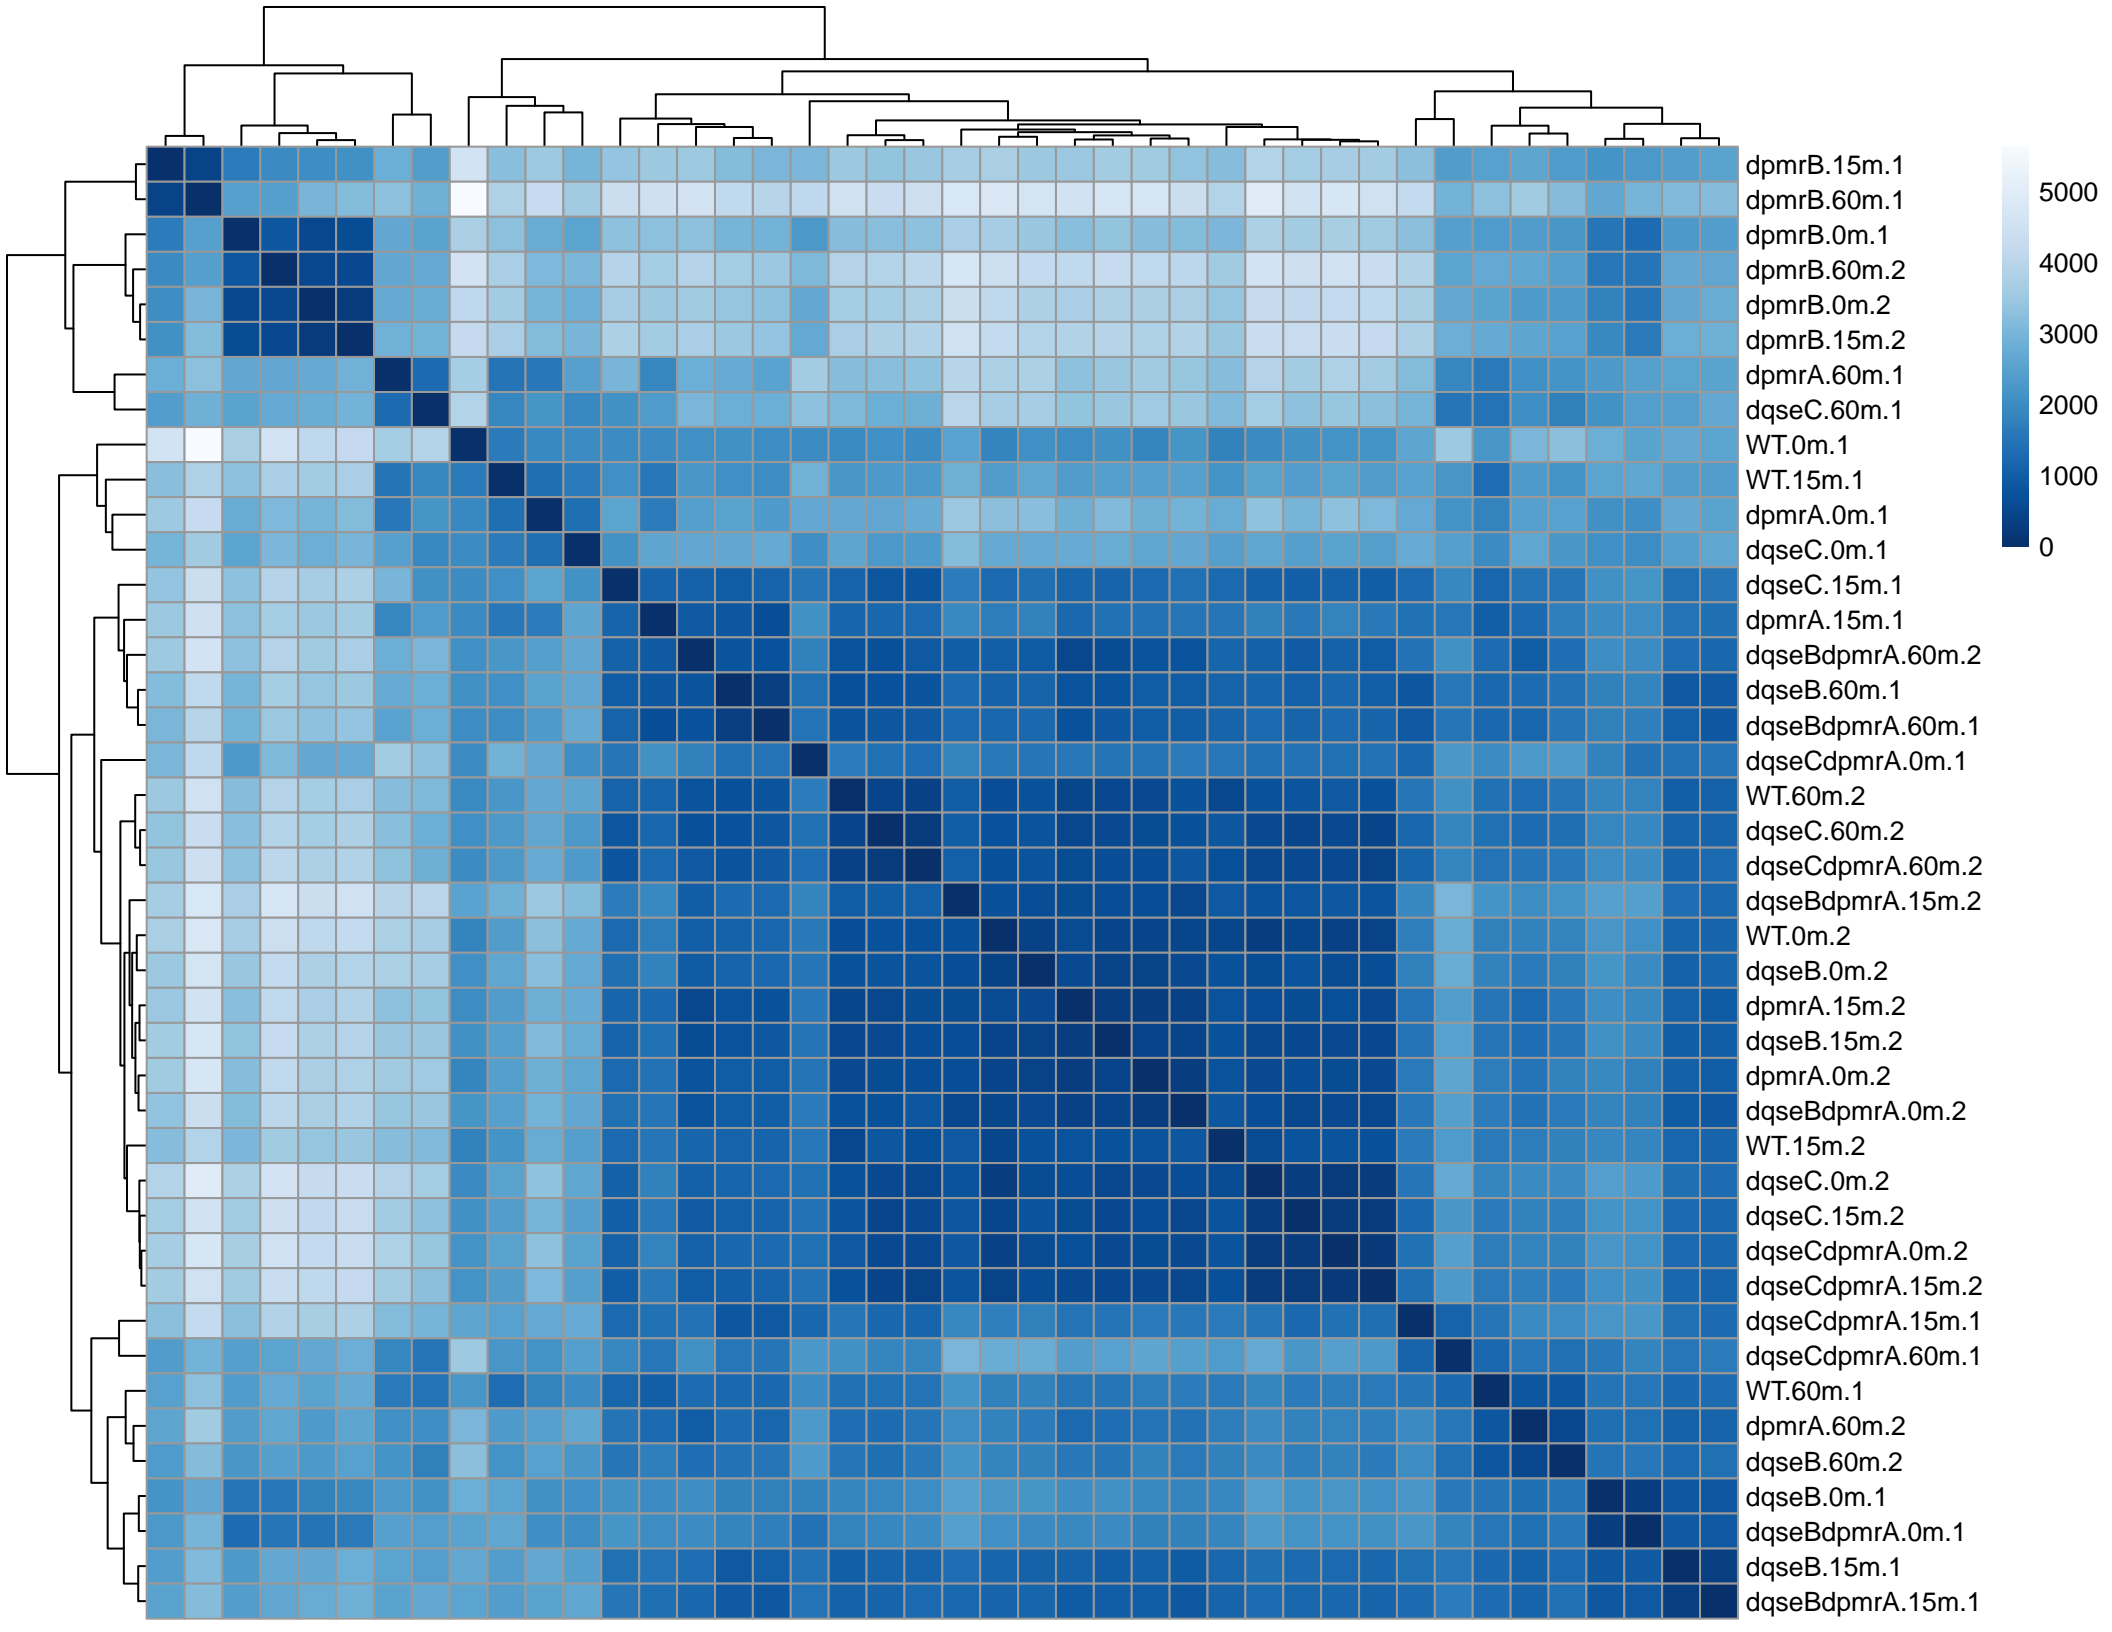 dpmrB.15m.1
dpmrB.60m.1
dpmrB.0m.1
dpmrB.60m.2
dpmrB.0m.2
dpmrB.15m.2
dpmrA.60m.1
dqseC.60m.1
WT.0m.1
WT.15m.1
dpmrA.0m.1
dqseC.0m.1
dqseC.15m.1
dpmrA.15m.1
dqseBdpmrA.60m.2
dqseB.60m.1
dqseBdpmrA.60m.1
dqseCdpmrA.0m.1
WT.60m.2
dqseC.60m.2
dqseCdpmrA.60m.2
dqseBdpmrA.15m.2
WT.0m.2
dqseB.0m.2
dpmrA.15m.2
dqseB.15m.2
dpmrA.0m.2
dqseBdpmrA.0m.2
WT.15m.2
dqseC.0m.2
dqseC.15m.2
dqseCdpmrA.0m.2
dqseCdpmrA.15m.2
dqseCdpmrA.15m.1
dqseCdpmrA.60m.1
WT.60m.1
dpmrA.60m.2
dqseB.60m.2
dqseB.0m.1
dqseBdpmrA.0m.1
dqseB.15m.1
dqseBdpmrA.15m.1
5000
4000
3000
2000
1000
0